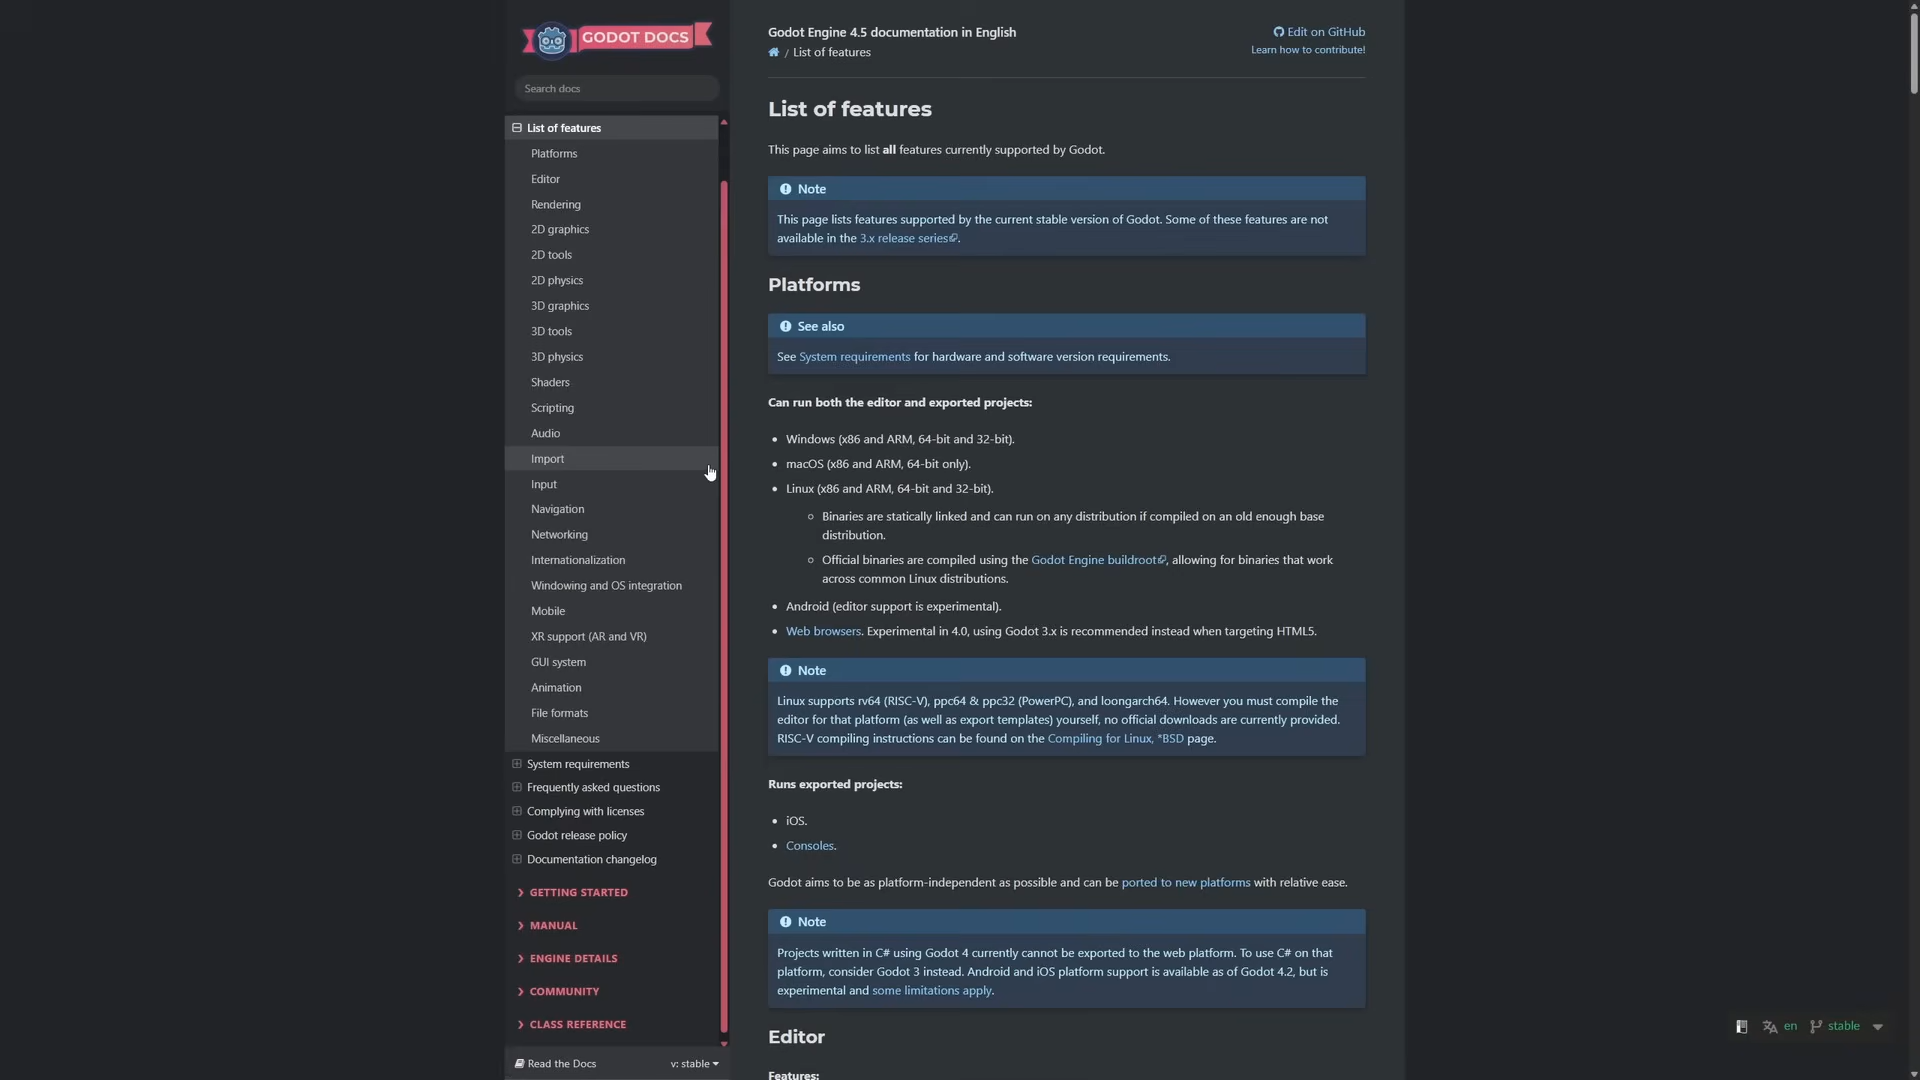 GODOT DOCS
Search docs
List of features
Platforms
Editor
Rendering
2D graphics
2D tools
2D physics
3D graphics
3D tools
3D physics
Shaders
Scripting
Audio
Import
Input
Navigation
Networking
Internationalization
Windowing and OS integration
Mobile
XR support (AR and VR)
GUI system
Animation
File formats
Miscellaneous
System requirements
Frequently asked questions
Complying with licenses
Godot release policy
Documentation changelog
GETTING STARTED
MANUAL
ENGINE DETAILS
COMMUNITY
CLASS REFERENCE
Read the Docs v: stable
Godot Engine 4.5 documentation in English
Edit on GitHub
/ List of features
Learn how to contribute!
List of features
This page aims to list all features currently supported by Godot.
Note
This page lists features supported by the current stable version of Godot. Some of these features are not
available in the 3.x release series.
Platforms
See also
See System requirements for hardware and software version requirements.
Can run both the editor and exported projects:
• Windows (x86 and ARM, 64-bit and 32-bit).
• macOS (x86 and ARM, 64-bit only).
• Linux (x86 and ARM, 64-bit and 32-bit).
Binaries are statically linked and can run on any distribution if compiled on an old enough base
distribution.
Official binaries are compiled using the Godot Engine buildroot, allowing for binaries that work
across common Linux distributions.
• Android (editor support is experimental).
• Web browsers. Experimental in 4.0, using Godot 3.x is recommended instead when targeting HTML5.
Note
Linux supports rv64 (RISC-V), ppc64 & ppc32 (PowerPC), and loongarch64. However you must compile the
editor for that platform (as well as export templates) yourself, no official downloads are currently provided.
RISC-V compiling instructions can be found on the Compiling for Linux, *BSD page.
Runs exported projects:
• iOS.
• Consoles.
Godot aims to be as platform-independent as possible and can be ported to new platforms with relative ease.
Note
Projects written in C# using Godot 4 currently cannot be exported to the web platform. To use C# on that
platform, consider Godot 3 instead. Android and iOS platform support is available as of Godot 4.2, but is
experimental and some limitations apply.
Editor
Features:
en stable